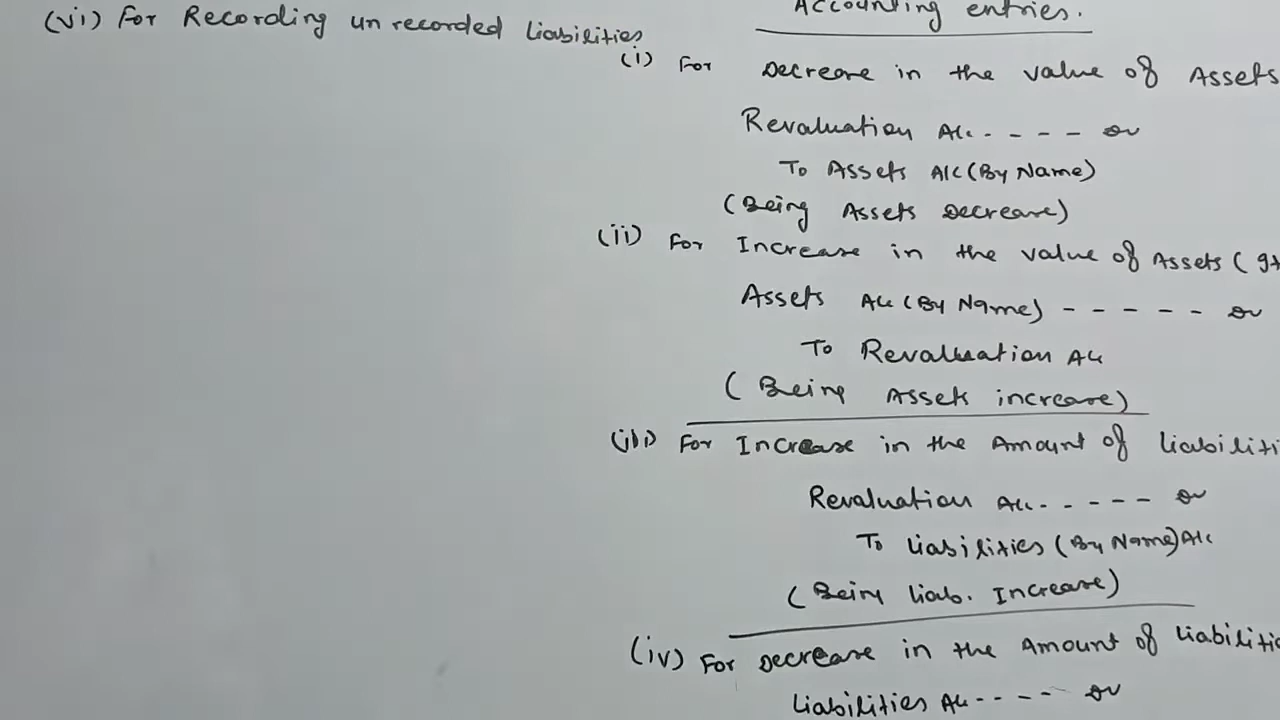 (vi) For Recording unrecorded Liabilities
Accounting entries.
(i) For Decrease in the value of Assets
Revaluation A/c. - - - - Dr
To Assets A/c (By Name)
(Being Assets Decrease)
(ii) For Increase in the value of Assets (
Assets A/c (By Name) - - - - - Dr
To Revaluation A/c
(Being Assets increase)
(iii) For Increase in the Amount of liabiliti
Revaluation A/c. - - - - - Dr
To liabilities (By Name) A/c
(Being liab. Increase)
(iv) For Decrease in the Amount of liabiliti
Liabilities A/c - - - - - Dr